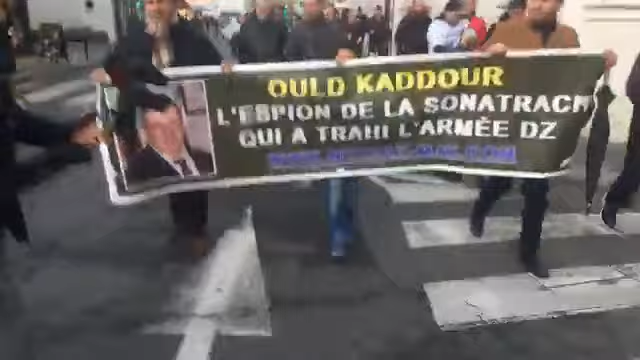 OULD KADDOUR
L'ESPION DE LA SONATRACH
QUI A TRAHI L'ARMÉE DZ